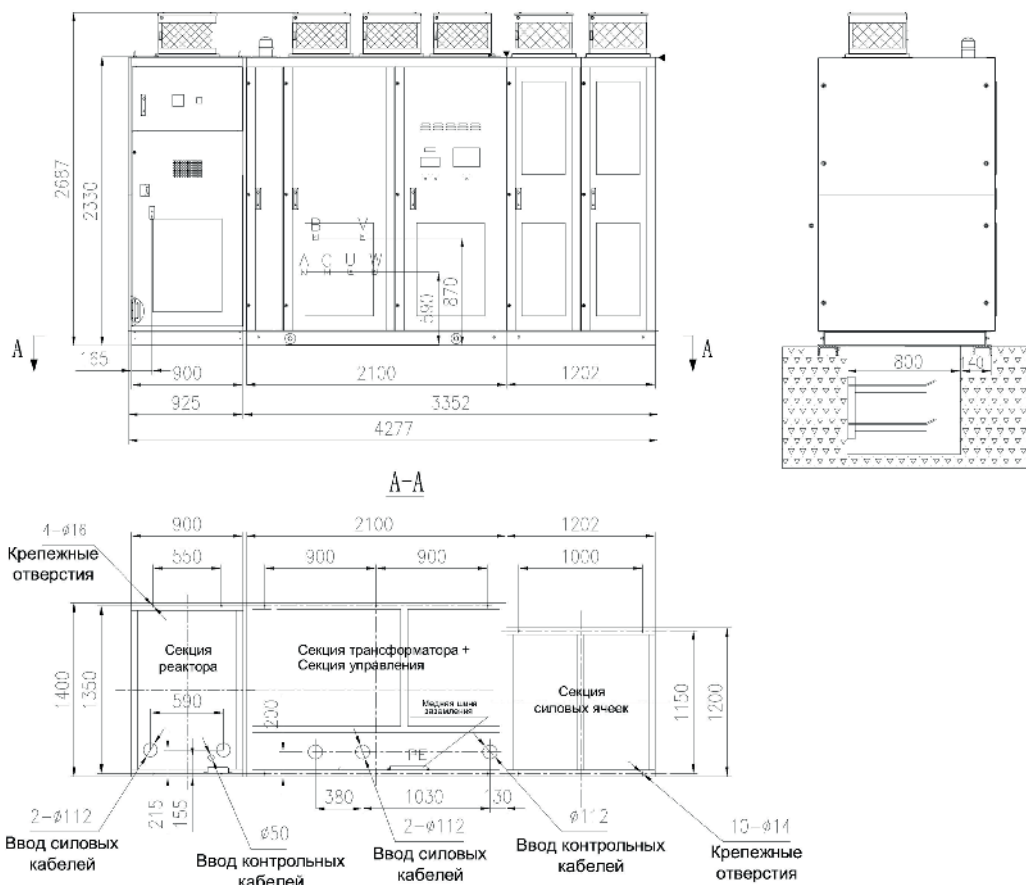 2687
2330
B V
A C U W
690
870
A
A
165
900
2100
1202
925
3352
4277
800
140
A-A
4-ø16
Крепежные
отверстия
900
2100
1202
550
900
900
1000
1400
1350
Секция
реактора
Секция трансформатора +
Секция управления
Секция
силовых ячеек
Медная шина
заземления
PE
590
200
1150
1200
215
155
380
1030
130
2-ø112
Ввод силовых
кабелей
ø50
Ввод контрольных
кабелей
2-ø112
Ввод силовых
кабелей
ø112
Ввод контрольных
кабелей
10-ø14
Крепежные
отверстия